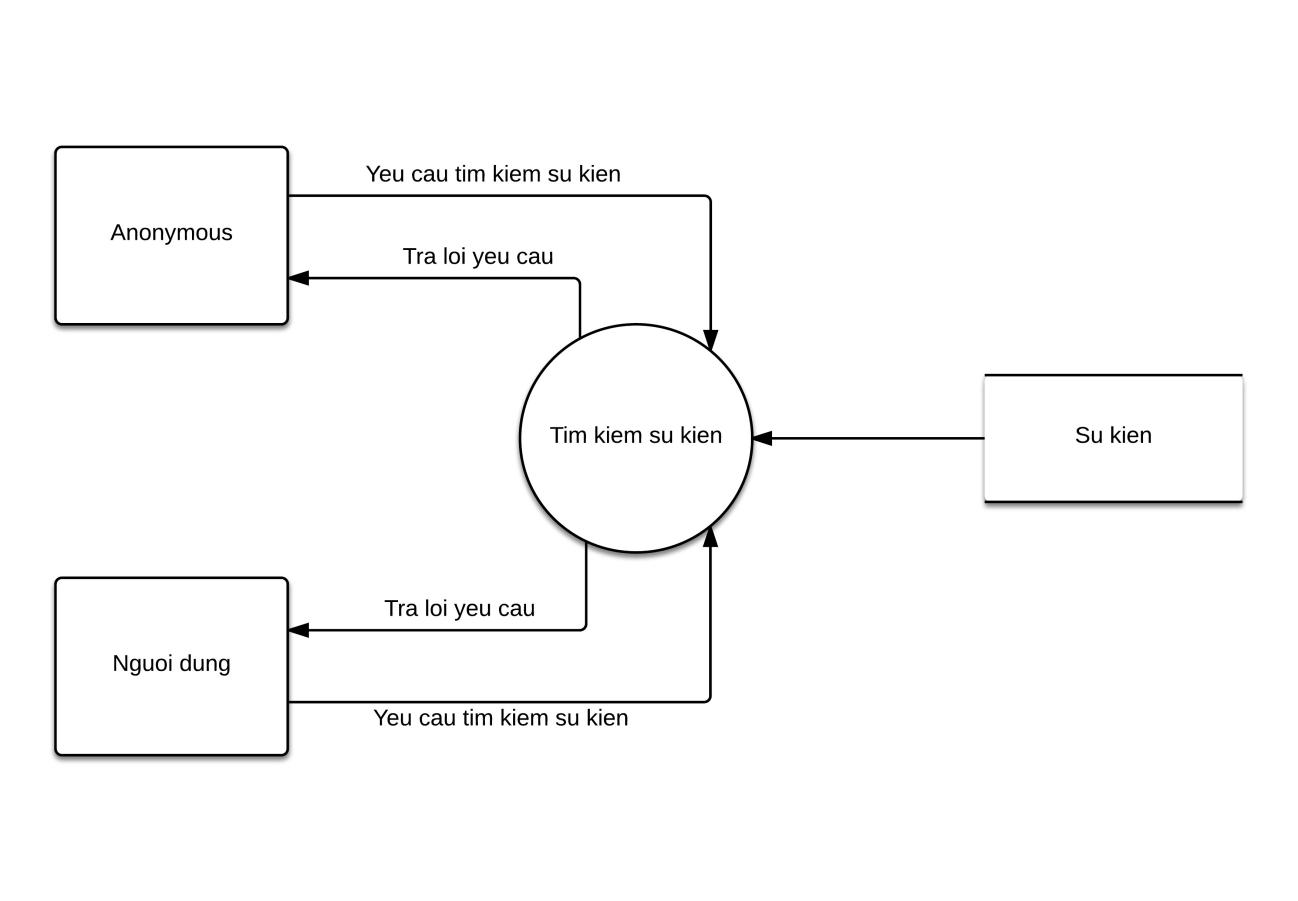 Yeu cau tim kiem su kien
Anonymous
Tra loi yeu cau
Tim kiem su kien
Su kien
Tra loi yeu cau
Nguoi dung
Yeu cau tim kiem su kien